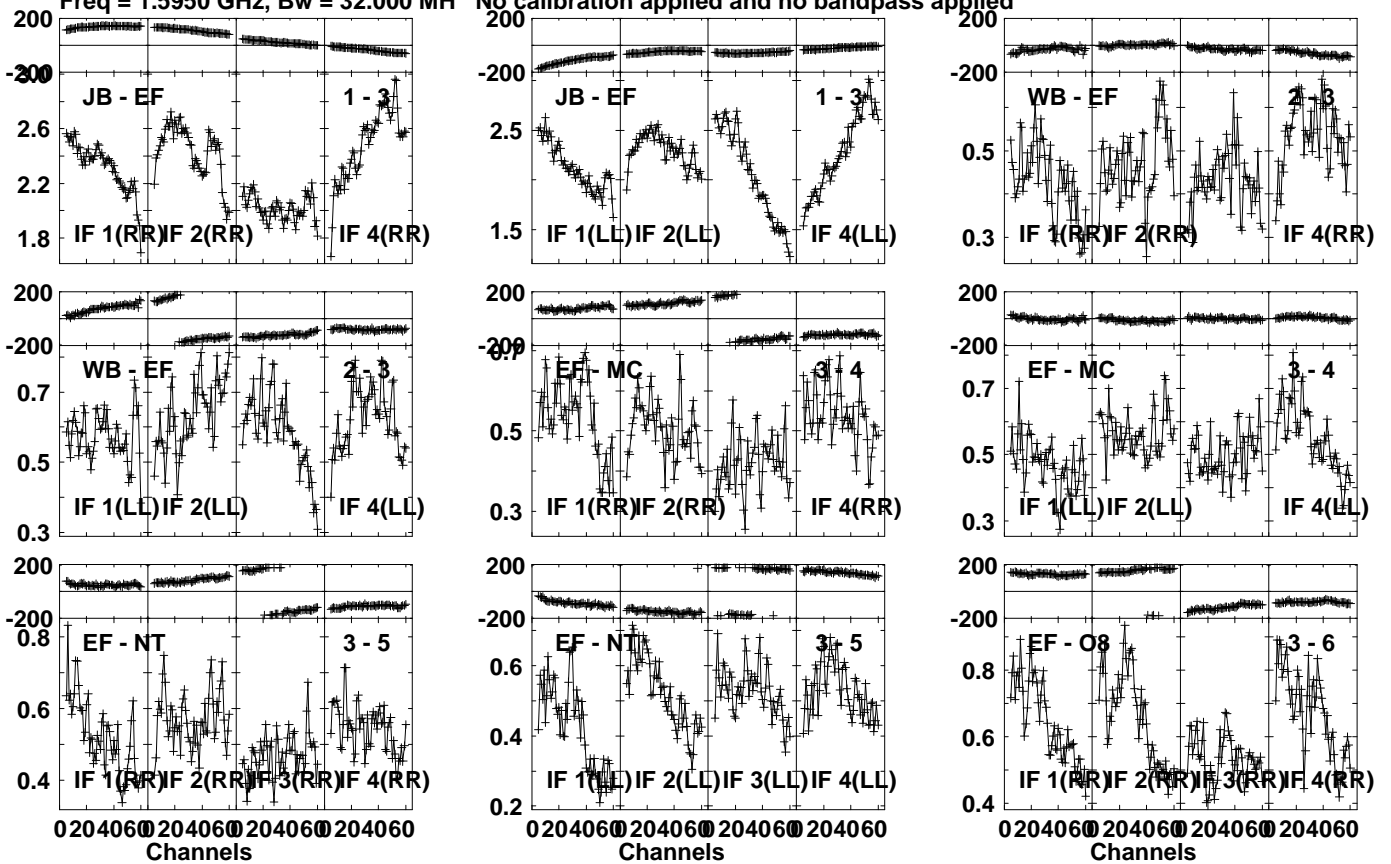 Freq = 1.5950 GHz, Bw = 32.000 MH No calibration applied and no bandpass applied
200 200 200
-200 -200 -200
3.0 JB - EF 1 - 3 JB - EF 1 - 3 WB - EF 2 - 3
2.6 2.5 0.5
2.2
1.8 1.5 0.3
IF 1(RR) IF 2(RR) IF 4(RR) IF 1(LL) IF 2(LL) IF 4(LL) IF 1(RR) IF 2(RR) IF 4(RR)
200 200 200
-200 -200 -200
WB - EF 2 - 3 0.7 EF - MC 3 - 4 EF - MC 3 - 4
0.7 0.5 0.7
0.5 0.5
0.3 0.3 0.3
IF 1(LL) IF 2(LL) IF 4(LL) IF 1(RR) IF 2(RR) IF 4(RR) IF 1(LL) IF 2(LL) IF 4(LL)
200 200 200
-200 -200 -200
0.8 EF - NT 3 - 5 EF - NT 3 - 5 EF - O8 3 - 6
0.6 0.6 0.8
0.4 0.4 0.6
0.2 0.4
IF 1(RR) IF 2(RR) IF 3(RR) IF 4(RR) IF 1(LL) IF 2(LL) IF 3(LL) IF 4(LL) IF 1(RR) IF 2(RR) IF 3(RR) IF 4(RR)
0 20 40 60 0 20 40 60 0 20 40 60 0 20 40 60 0 20 40 60 0 20 40 60 0 20 40 60 0 20 40 60 0 20 40 60 0 20 40 60 0 20 40 60 0 20 40 60
Channels Channels Channels